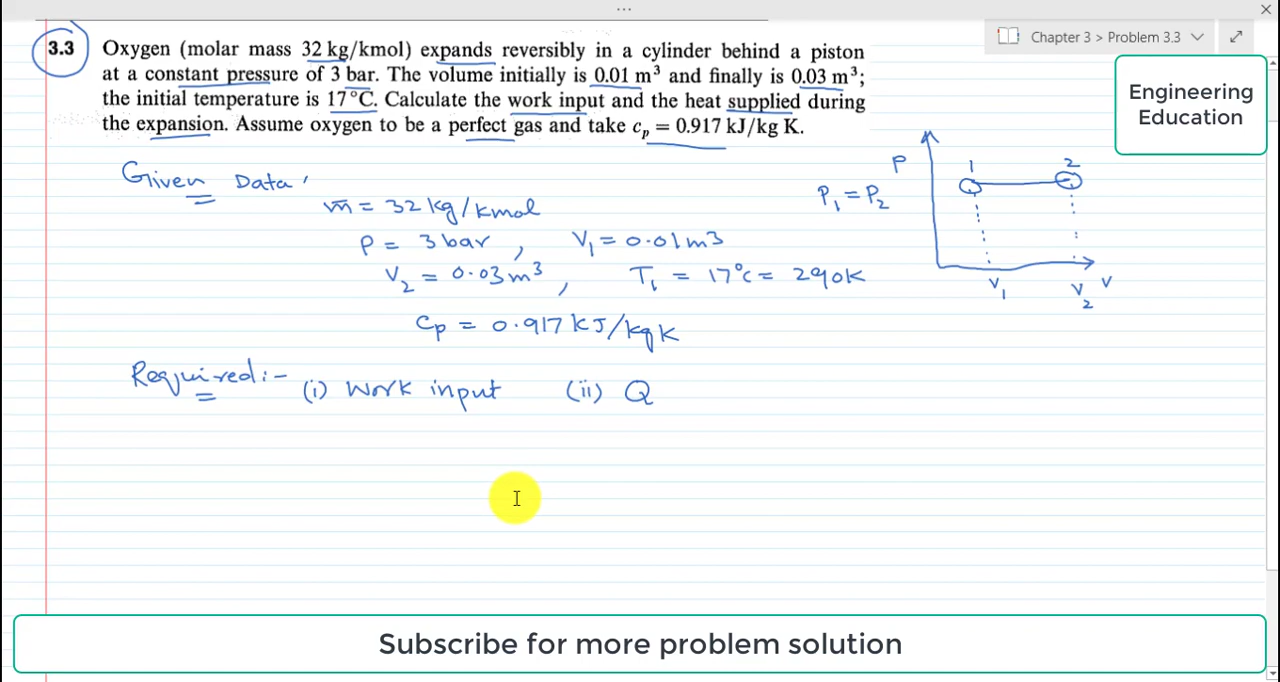 ...
Chapter 3 > Problem 3.3
3.3 Oxygen (molar mass 32 kg/kmol) expands reversibly in a cylinder behind a piston
at a constant pressure of 3 bar. The volume initially is 0.01 m³ and finally is 0.03 m³;
the initial temperature is 17 °C. Calculate the work input and the heat supplied during
the expansion. Assume oxygen to be a perfect gas and take cₚ = 0.917 kJ/kg K.
Engineering
Education
Given Data
m̅ = 32 kg/kmol
P = 3 bar , V₁ = 0.01 m3
V₂ = 0.03 m³ , T₁ = 17°C = 290K
Cp = 0.917 KJ/kgK
P
1 2
P₁ = P₂
V₁ V₂ V
Required:-
(i) Work input (ii) Q
Subscribe for more problem solution